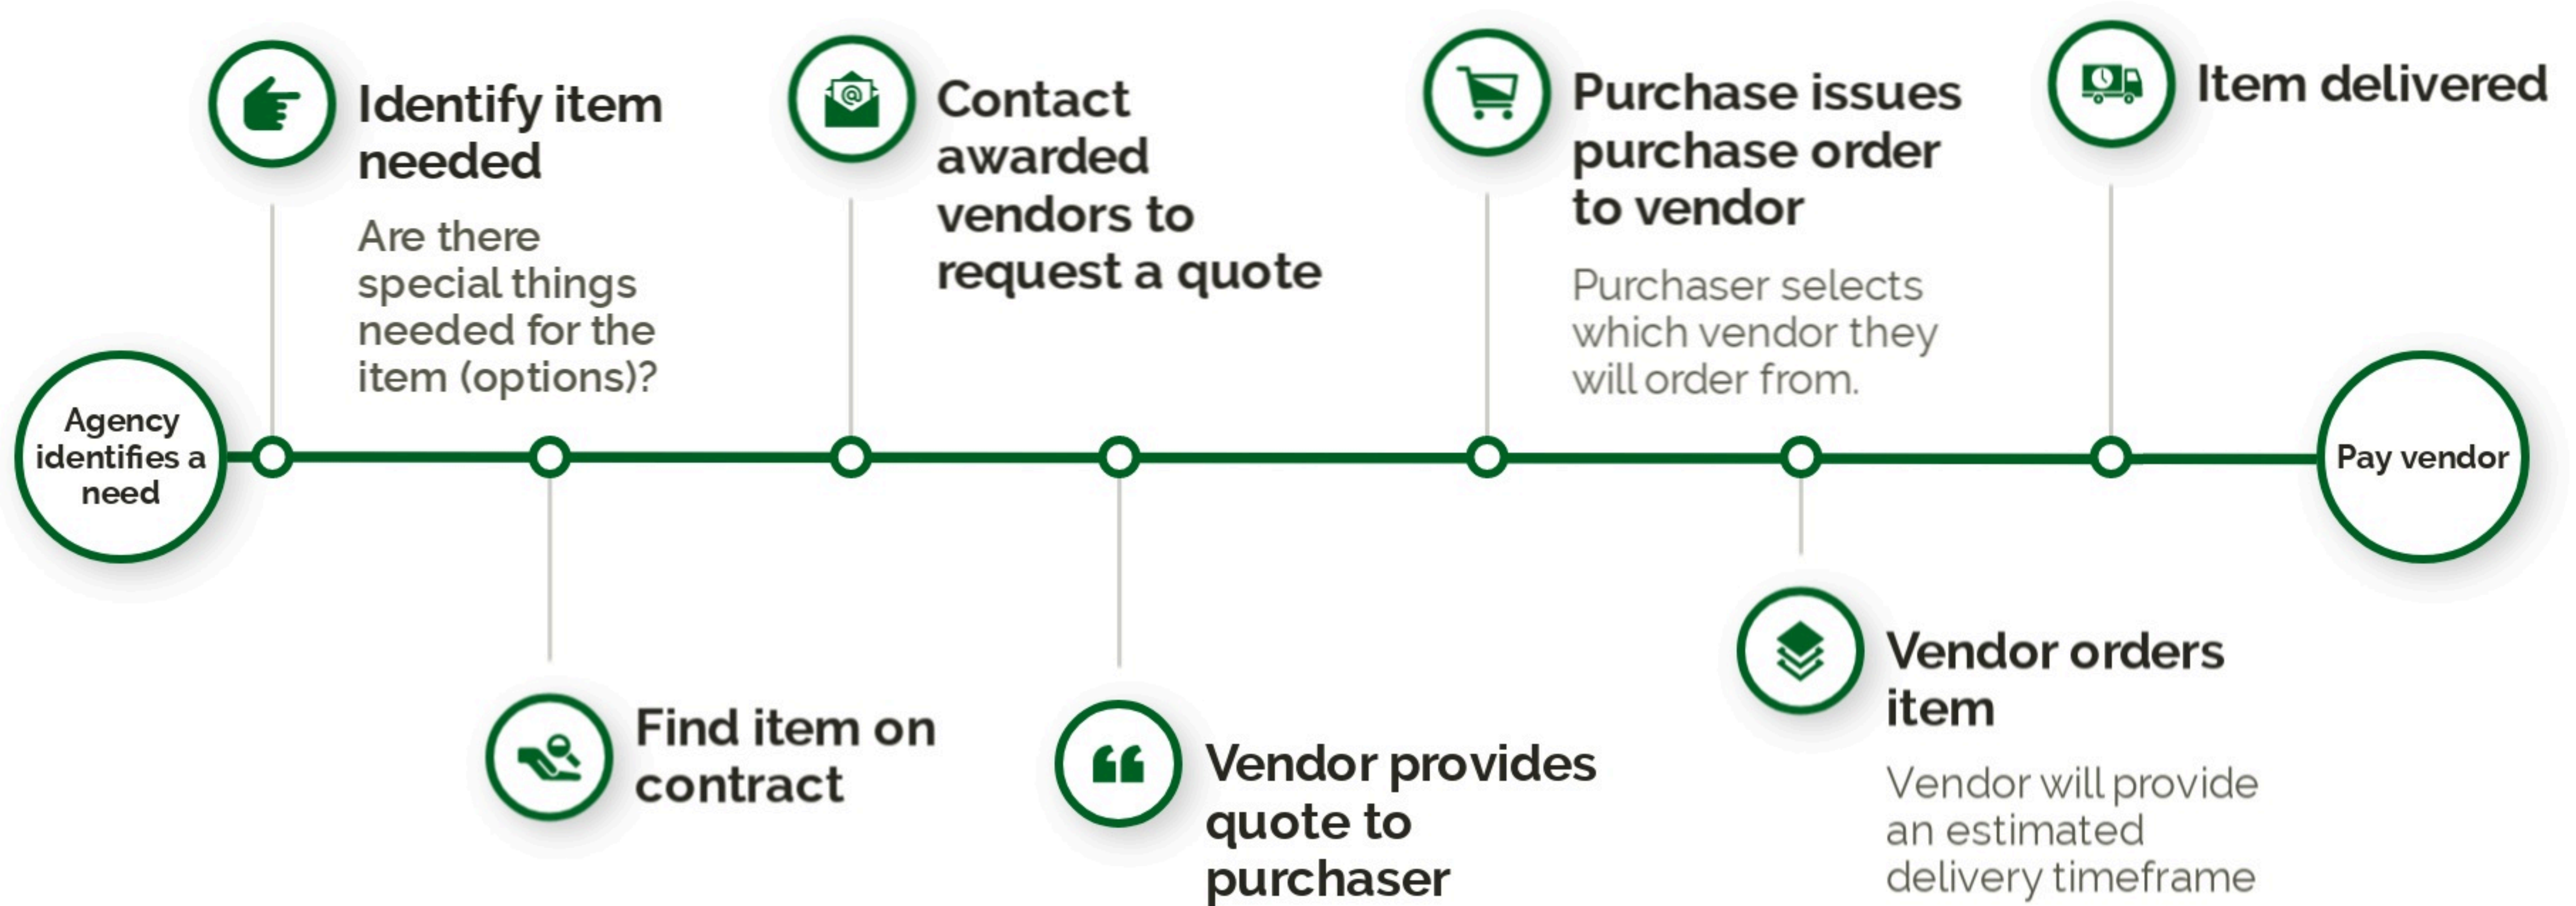 Agency
identifies a
need
Identify item
needed
Are there
special things
needed for the
item (options)?
Find item on
contract
Contact
awarded
vendors to
request a quote
Vendor provides
quote to
purchaser
Purchase issues
purchase order
to vendor
Purchaser selects
which vendor they
will order from.
Vendor orders
item
Vendor will provide
an estimated
delivery timeframe
Item delivered
Pay vendor